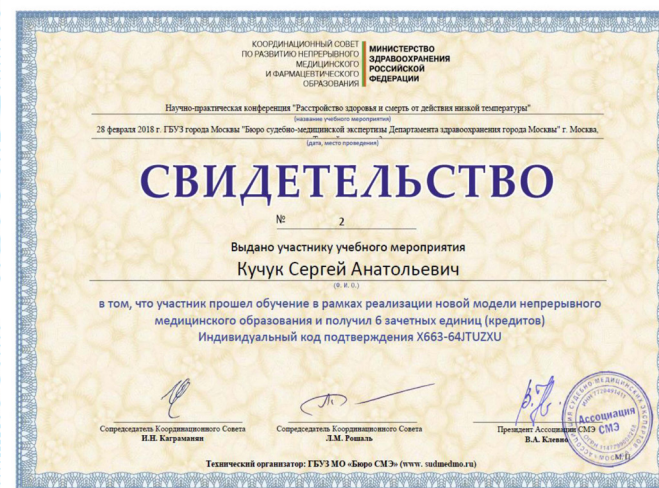 КООРДИНАЦИОННЫЙ СОВЕТ
ПО РАЗВИТИЮ НЕПРЕРЫВНОГО
МЕДИЦИНСКОГО
И ФАРМАЦЕВТИЧЕСКОГО
ОБРАЗОВАНИЯ
МИНИСТЕРСТВО
ЗДРАВООХРАНЕНИЯ
РОССИЙСКОЙ
ФЕДЕРАЦИИ
Научно-практическая конференция "Расстройство здоровья и смерть от действия низкой температуры"
(название учебного мероприятия)
28 февраля 2018 г. ГБУЗ города Москвы "Бюро судебно-медицинской экспертизы Департамента здравоохранения города Москвы" г. Москва,
(дата, место проведения)
СВИДЕТЕЛЬСТВО
№ 2
Выдано участнику учебного мероприятия
Кучук Сергей Анатольевич
(Ф. И. О.)
в том, что участник прошел обучение в рамках реализации новой модели непрерывного
медицинского образования и получил 6 зачетных единиц (кредитов)
Индивидуальный код подтверждения X663-64JTUZXU
Сопредседатель Координационного Совета
И.Н. Каграманян
Сопредседатель Координационного Совета
Л.М. Рошаль
Президент Ассоциации СМЭ
В.А. Клевно
Ассоциация
СМЭ
М.П.
Технический организатор: ГБУЗ МО «Бюро СМЭ» (www. sudmedmo.ru)